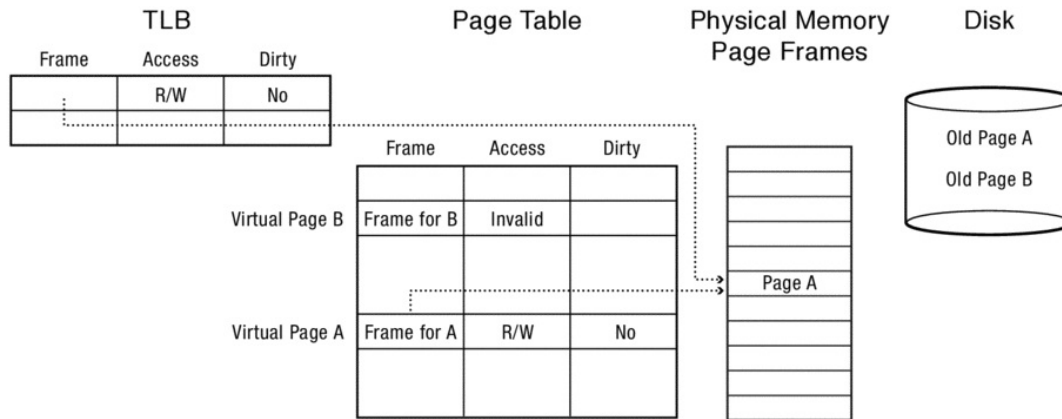 TLB
Page Table
Physical Memory
Page Frames
Disk
Frame Access Dirty
R/W No
Frame Access Dirty
Virtual Page B Frame for B Invalid
Virtual Page A Frame for A R/W No
Page A
Old Page A
Old Page B